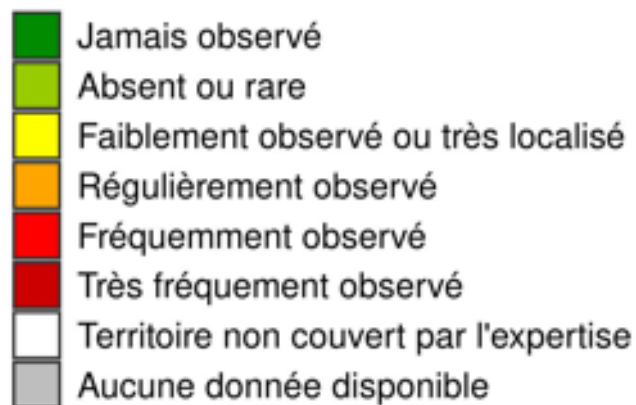 Jamais observé
Absent ou rare
Faiblement observé ou très localisé
Régulièrement observé
Fréquemment observé
Très fréquement observé
Territoire non couvert par l'expertise
Aucune donnée disponible